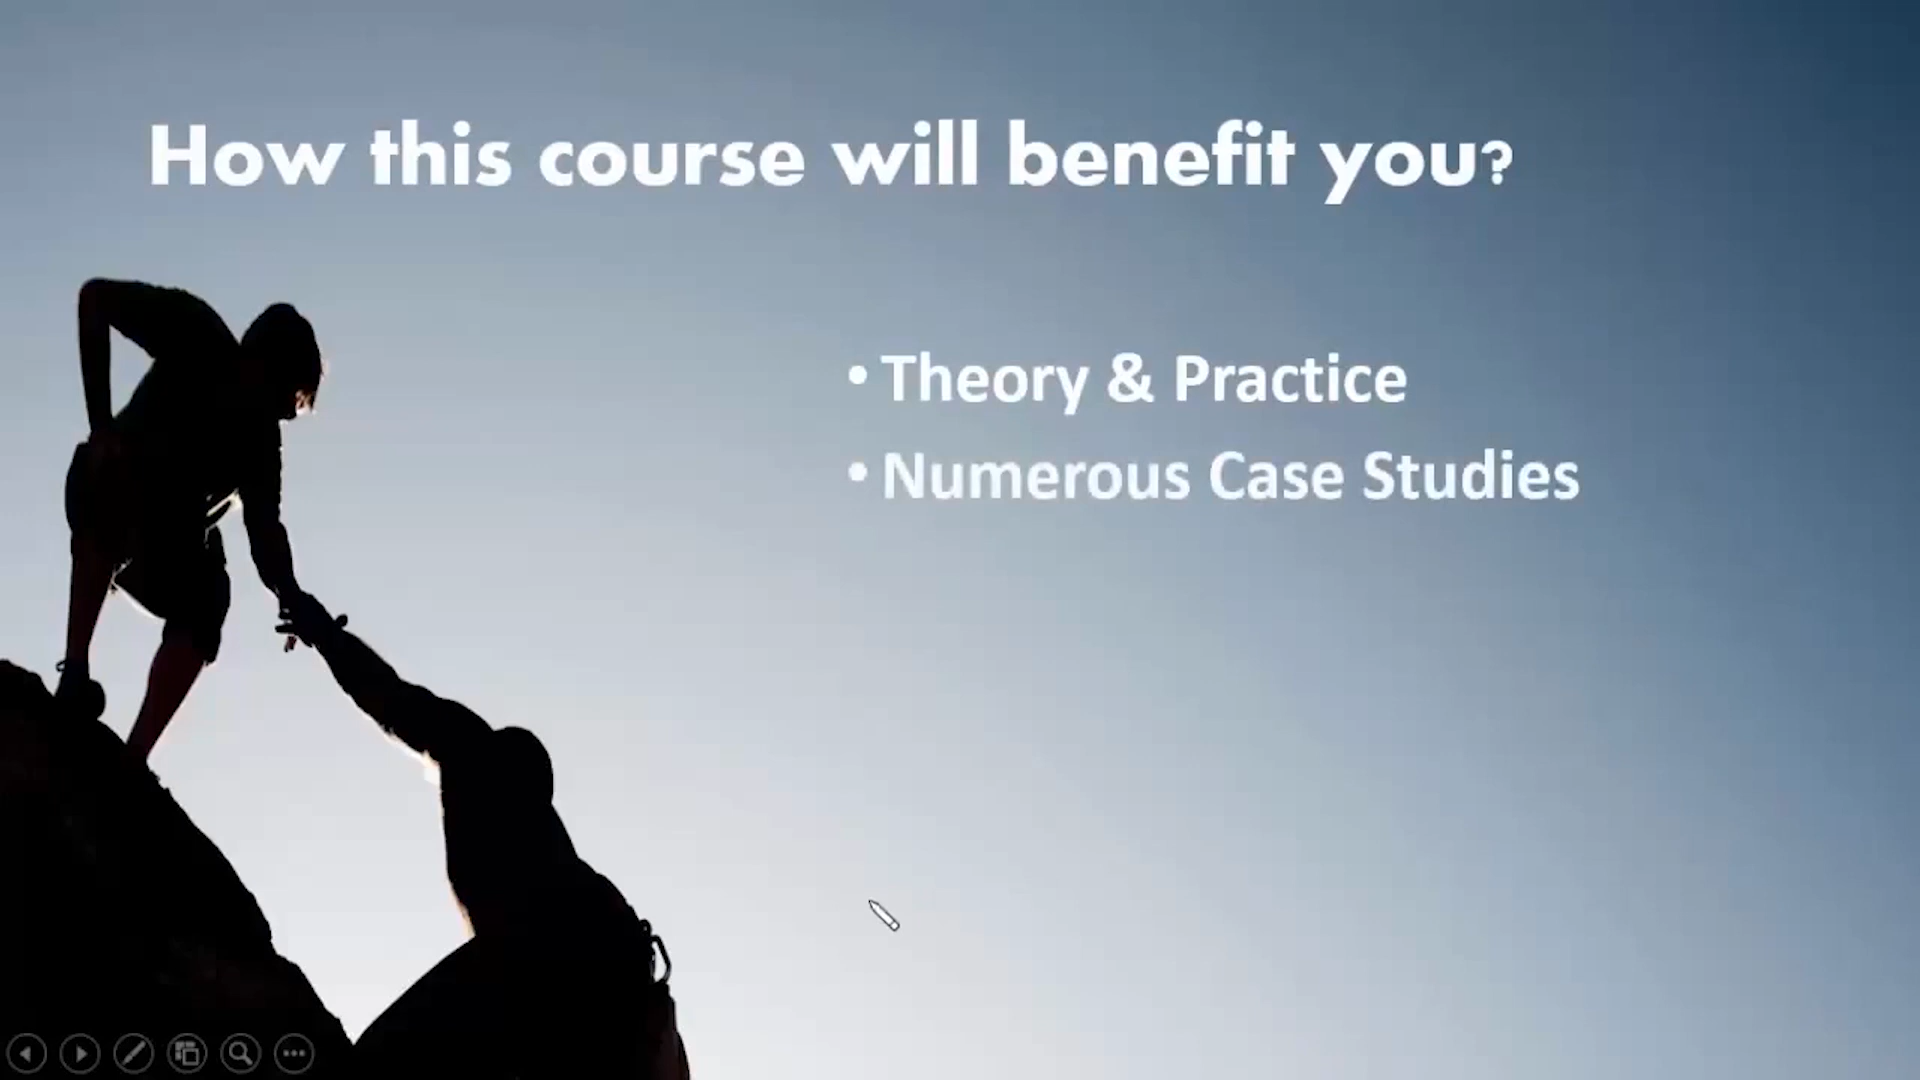 How this course will benefit you?
• Theory & Practice
• Numerous Case Studies